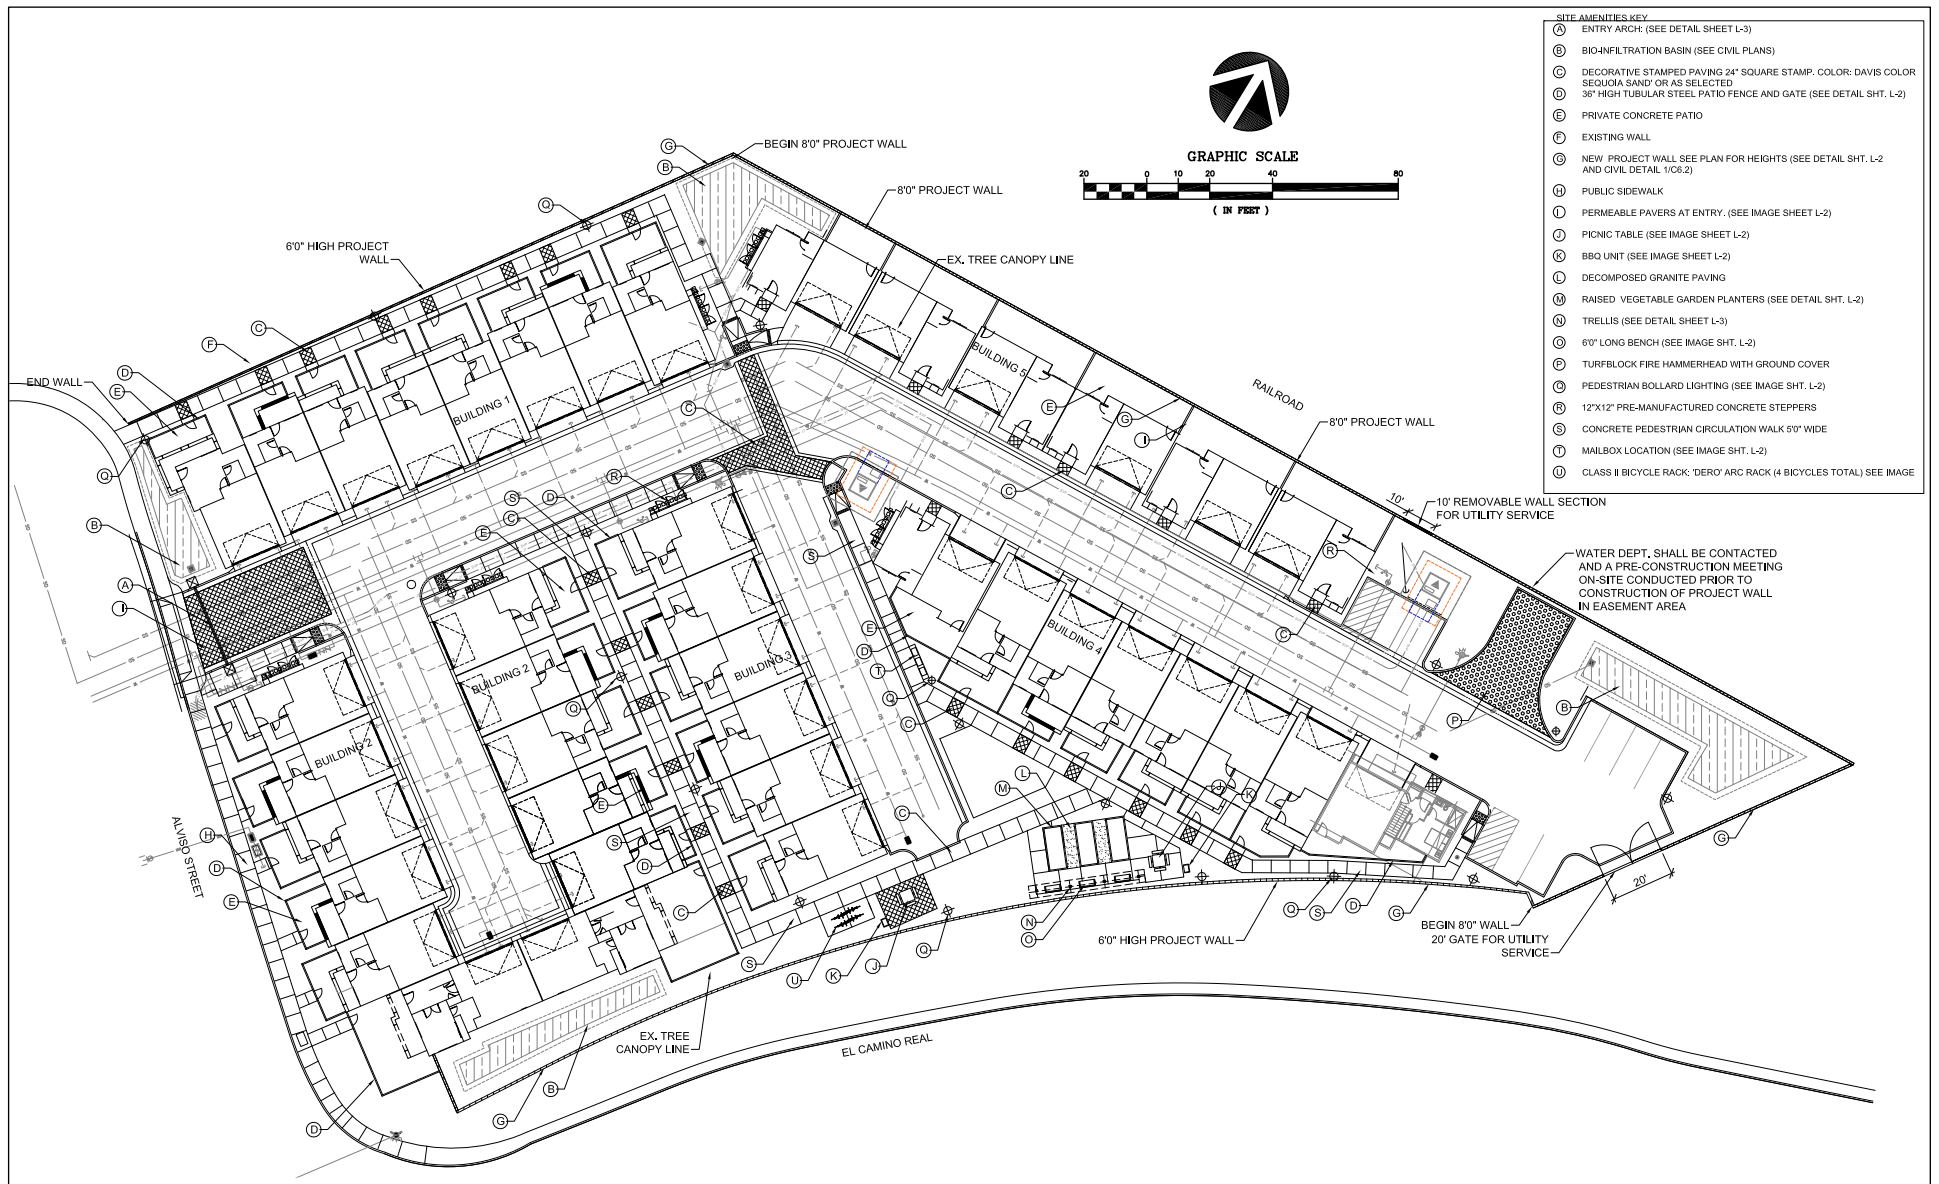 SITE AMENITIES KEY
A ENTRY ARCH: (SEE DETAIL SHEET L-3)
B BIO-INFILTRATION BASIN (SEE CIVIL PLANS)
C DECORATIVE STAMPED PAVING 24" SQUARE STAMP. COLOR: DAVIS COLOR
SEQUOIA SAND' OR AS SELECTED
D 36" HIGH TUBULAR STEEL PATIO FENCE AND GATE (SEE DETAIL SHT. L-2)
E PRIVATE CONCRETE PATIO
F EXISTING WALL
G NEW PROJECT WALL SEE PLAN FOR HEIGHTS (SEE DETAIL SHT. L-2
AND CIVIL DETAIL 1/C6.2)
H PUBLIC SIDEWALK
I PERMEABLE PAVERS AT ENTRY. (SEE IMAGE SHEET L-2)
J PICNIC TABLE (SEE IMAGE SHEET L-2)
K BBQ UNIT (SEE IMAGE SHEET L-2)
L DECOMPOSED GRANITE PAVING
M RAISED VEGETABLE GARDEN PLANTERS (SEE DETAIL SHT. L-2)
N TRELLIS (SEE DETAIL SHEET L-3)
O 6'0" LONG BENCH (SEE IMAGE SHT. L-2)
P TURFBLOCK FIRE HAMMERHEAD WITH GROUND COVER
Q PEDESTRIAN BOLLARD LIGHTING (SEE IMAGE SHT. L-2)
R 12"X12" PRE-MANUFACTURED CONCRETE STEPPERS
S CONCRETE PEDESTRIAN CIRCULATION WALK 5'0" WIDE
T MAILBOX LOCATION (SEE IMAGE SHT. L-2)
U CLASS II BICYCLE RACK: 'DERO' ARC RACK (4 BICYCLES TOTAL) SEE IMAGE
GRAPHIC SCALE
20 0 10 20 40 80
( IN FEET )
G
BEGIN 8'0" PROJECT WALL
B
8'0" PROJECT WALL
Q
6'0" HIGH PROJECT
WALL
EX. TREE CANOPY LINE
C
F
D
END WALL
E
BUILDING 5
BUILDING 1
RAILROAD
C
E
G
I
8'0" PROJECT WALL
Q
R
D
S
C
C
10'
10' REMOVABLE WALL SECTION
FOR UTILITY SERVICE
B
E
S
R
WATER DEPT. SHALL BE CONTACTED
AND A PRE-CONSTRUCTION MEETING
ON-SITE CONDUCTED PRIOR TO
CONSTRUCTION OF PROJECT WALL
IN EASEMENT AREA
A
I
E
D
T
Q
C
BUILDING 4
C
BUILDING 2
BUILDING 3
Q
BUILDING 2
P
B
L
M
J
K
E
H
S
C
G
D
D
E
ALVISO STREET
C
20'
N
O
Q
S
D
G
BEGIN 8'0" WALL
20' GATE FOR UTILITY
SERVICE
6'0" HIGH PROJECT WALL
S
U
K
J
Q
EX. TREE
CANOPY LINE
EL CAMINO REAL
B
G
D